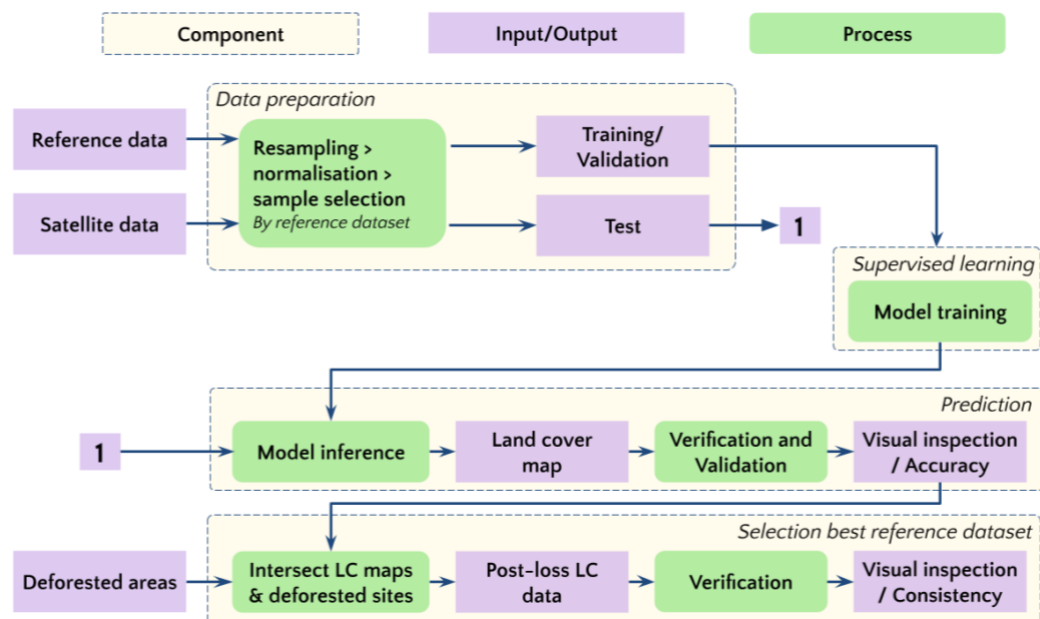 Component
Input/Output
Process
Data preparation
Reference data
Resampling >
normalisation >
sample selection
By reference dataset
Training/
Validation
Satellite data
Test
1
Supervised learning
Model training
Prediction
1
Model inference
Land cover
map
Verification and
Validation
Visual inspection
/ Accuracy
Selection best reference dataset
Deforested areas
Intersect LC maps
& deforested sites
Post-loss LC
data
Verification
Visual inspection
/ Consistency